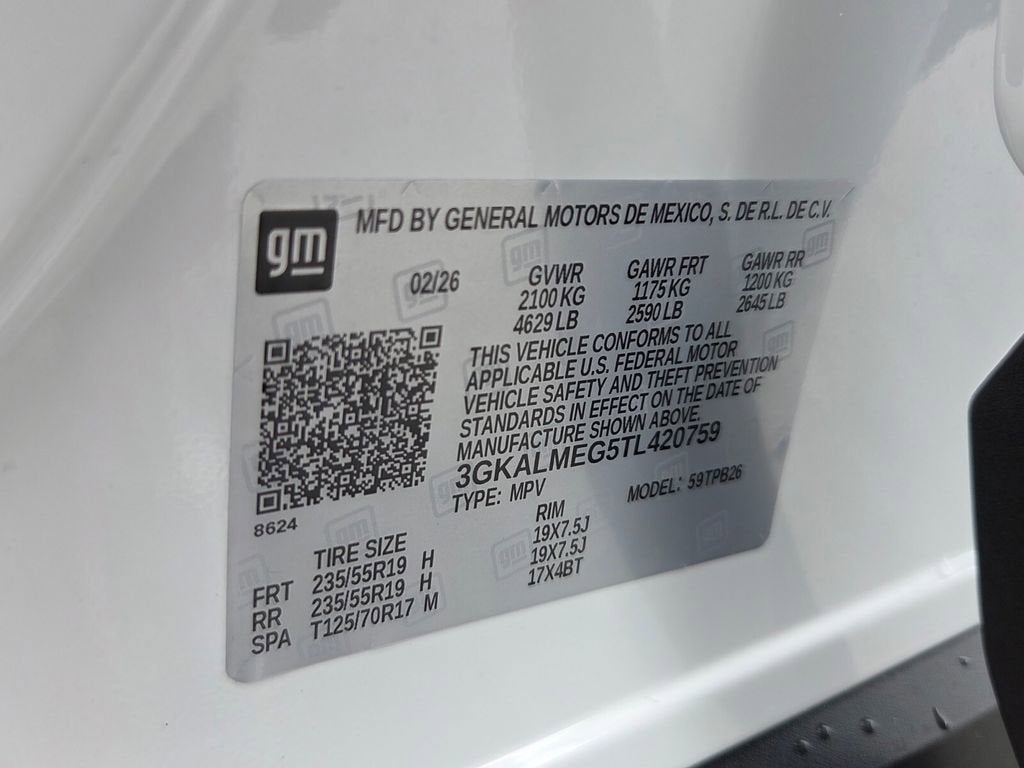 gm
MFD BY GENERAL MOTORS DE MEXICO, S. DE R.L. DE C.V.
02/26
GVWR
2100 KG
4629 LB
GAWR FRT
1175 KG
2590 LB
GAWR RR
1200 KG
2645 LB
THIS VEHICLE CONFORMS TO ALL
APPLICABLE U.S. FEDERAL MOTOR
VEHICLE SAFETY AND THEFT PREVENTION
STANDARDS IN EFFECT ON THE DATE OF
MANUFACTURE SHOWN ABOVE.
3GKALMEG5TL420759
TYPE: MPV MODEL: 59TPB26
8624
TIRE SIZE RIM
FRT 235/55R19 H 19X7.5J
RR 235/55R19 H 19X7.5J
SPA T125/70R17 M 17X4BT